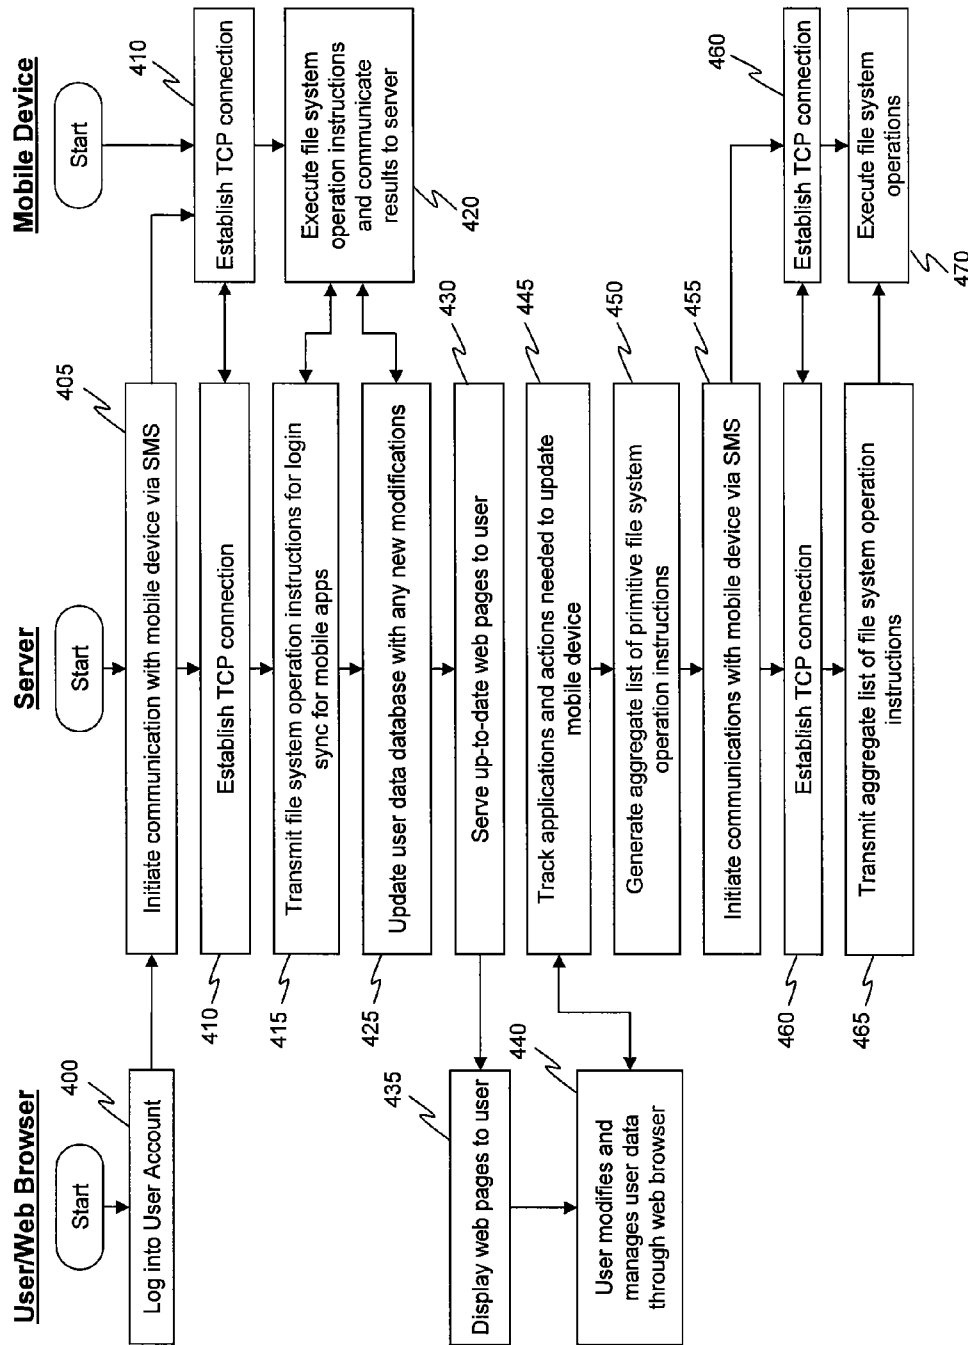 User/Web Browser
Start
400
Log into User Account
435
Display web pages to user
440
User modifies and
manages user data
through web browser
Server
Start
405
Initiate communication with mobile device via SMS
410
Establish TCP connection
415
Transmit file system operation instructions for login
sync for mobile apps
425
Update user data database with any new modifications
430
Serve up-to-date web pages to user
445
Track applications and actions needed to update
mobile device
450
Generate aggregate list of primitive file system
operation instructions
455
Initiate communications with mobile device via SMS
460
Establish TCP connection
465
Transmit aggregate list of file system operation
instructions
Mobile Device
Start
410
Establish TCP connection
Execute file system
operation instructions
and communicate
results to server
420
460
Establish TCP connection
Execute file system
operations
470